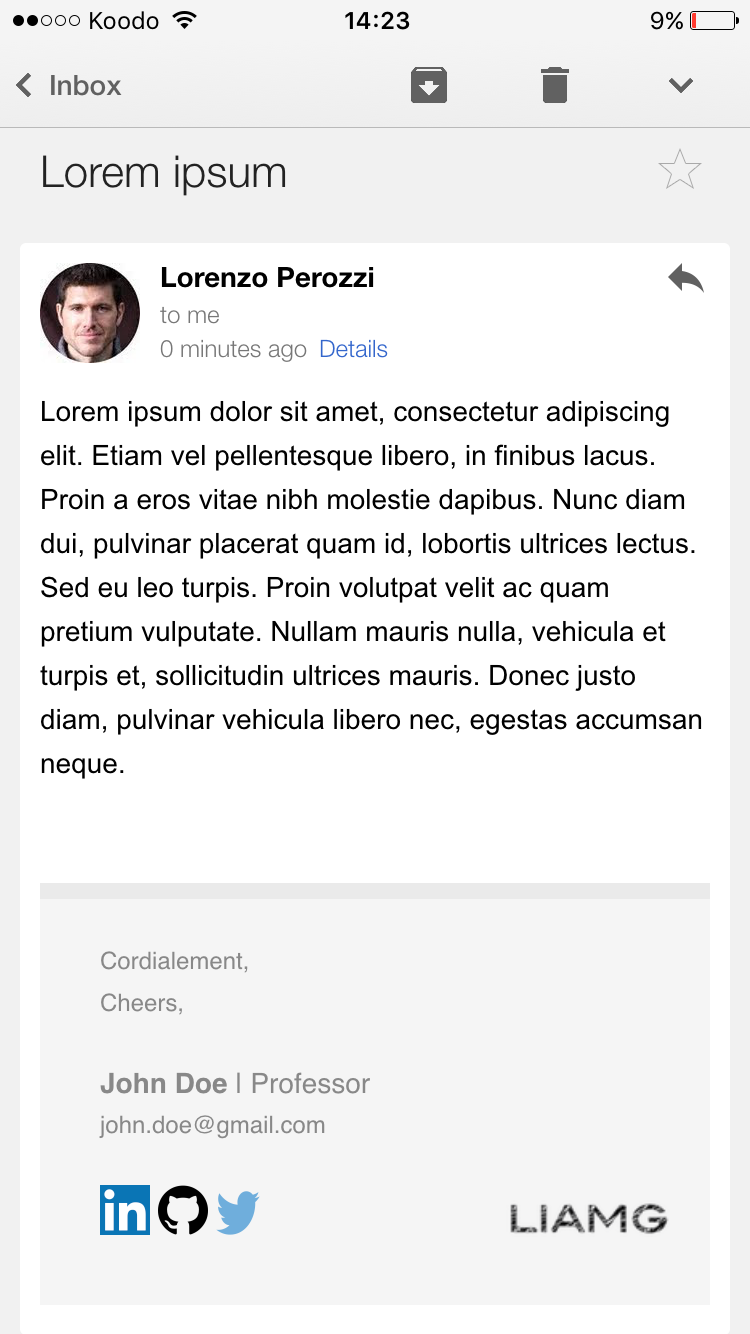 Koodo 14:23 9%
Inbox
Lorem ipsum
Lorenzo Perozzi
to me
0 minutes ago Details
Lorem ipsum dolor sit amet, consectetur adipiscing
elit. Etiam vel pellentesque libero, in finibus lacus.
Proin a eros vitae nibh molestie dapibus. Nunc diam
dui, pulvinar placerat quam id, lobortis ultrices lectus.
Sed eu leo turpis. Proin volutpat velit ac quam
pretium vulputate. Nullam mauris nulla, vehicula et
turpis et, sollicitudin ultrices mauris. Donec justo
diam, pulvinar vehicula libero nec, egestas accumsan
neque.
Cordialement,
Cheers,
John Doe | Professor
john.doe@gmail.com
in LIAMG